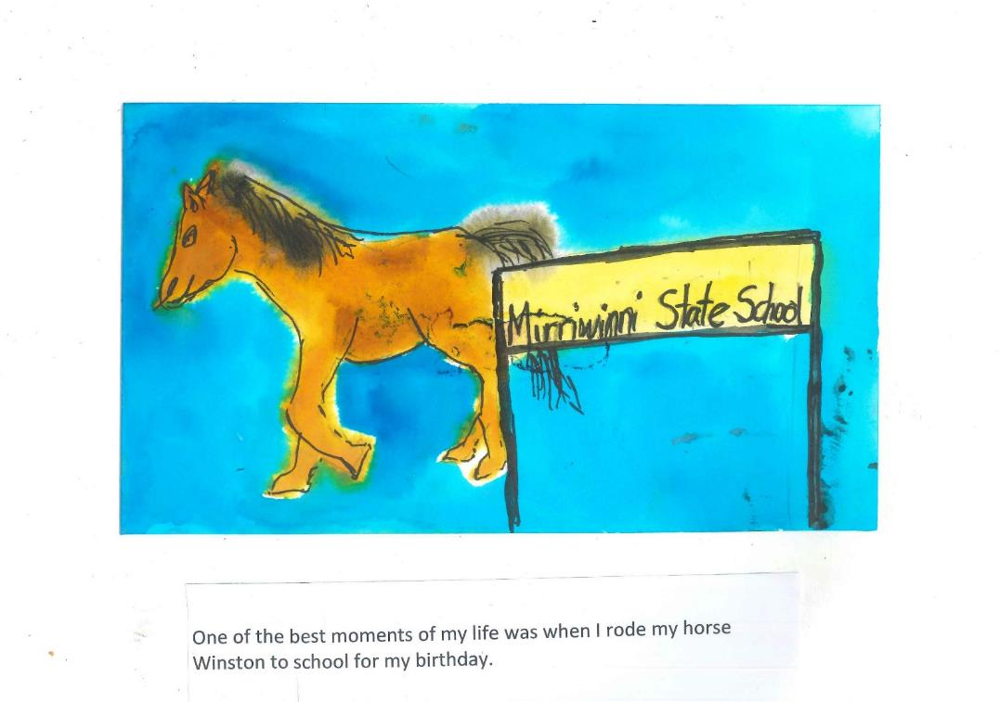 Mirriwinni State School
One of the best moments of my life was when I rode my horse
Winston to school for my birthday.